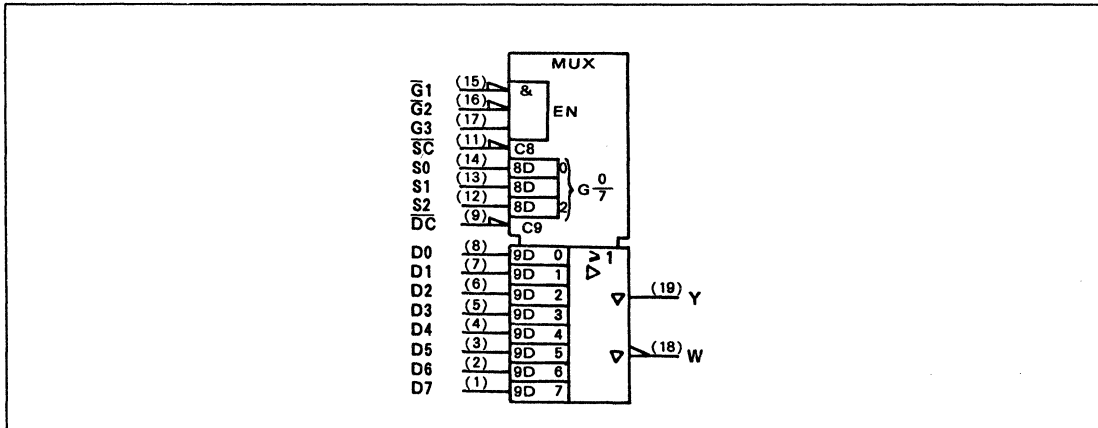 MUX
G̅1 (15) &
G̅2 (16) EN
G3 (17)
S̅C̅ (11) C8
S0 (14) 8D 0
S1 (13) 8D G 0/7
S2 (12) 8D 2
D̅C̅ (9) C9
D0 (8) 9D 0 ≥1
D1 (7) 9D 1 ▷
D2 (6) 9D 2 ▽ (19) Y
D3 (5) 9D 3
D4 (4) 9D 4
D5 (3) 9D 5 ▽ (18) W
D6 (2) 9D 6
D7 (1) 9D 7